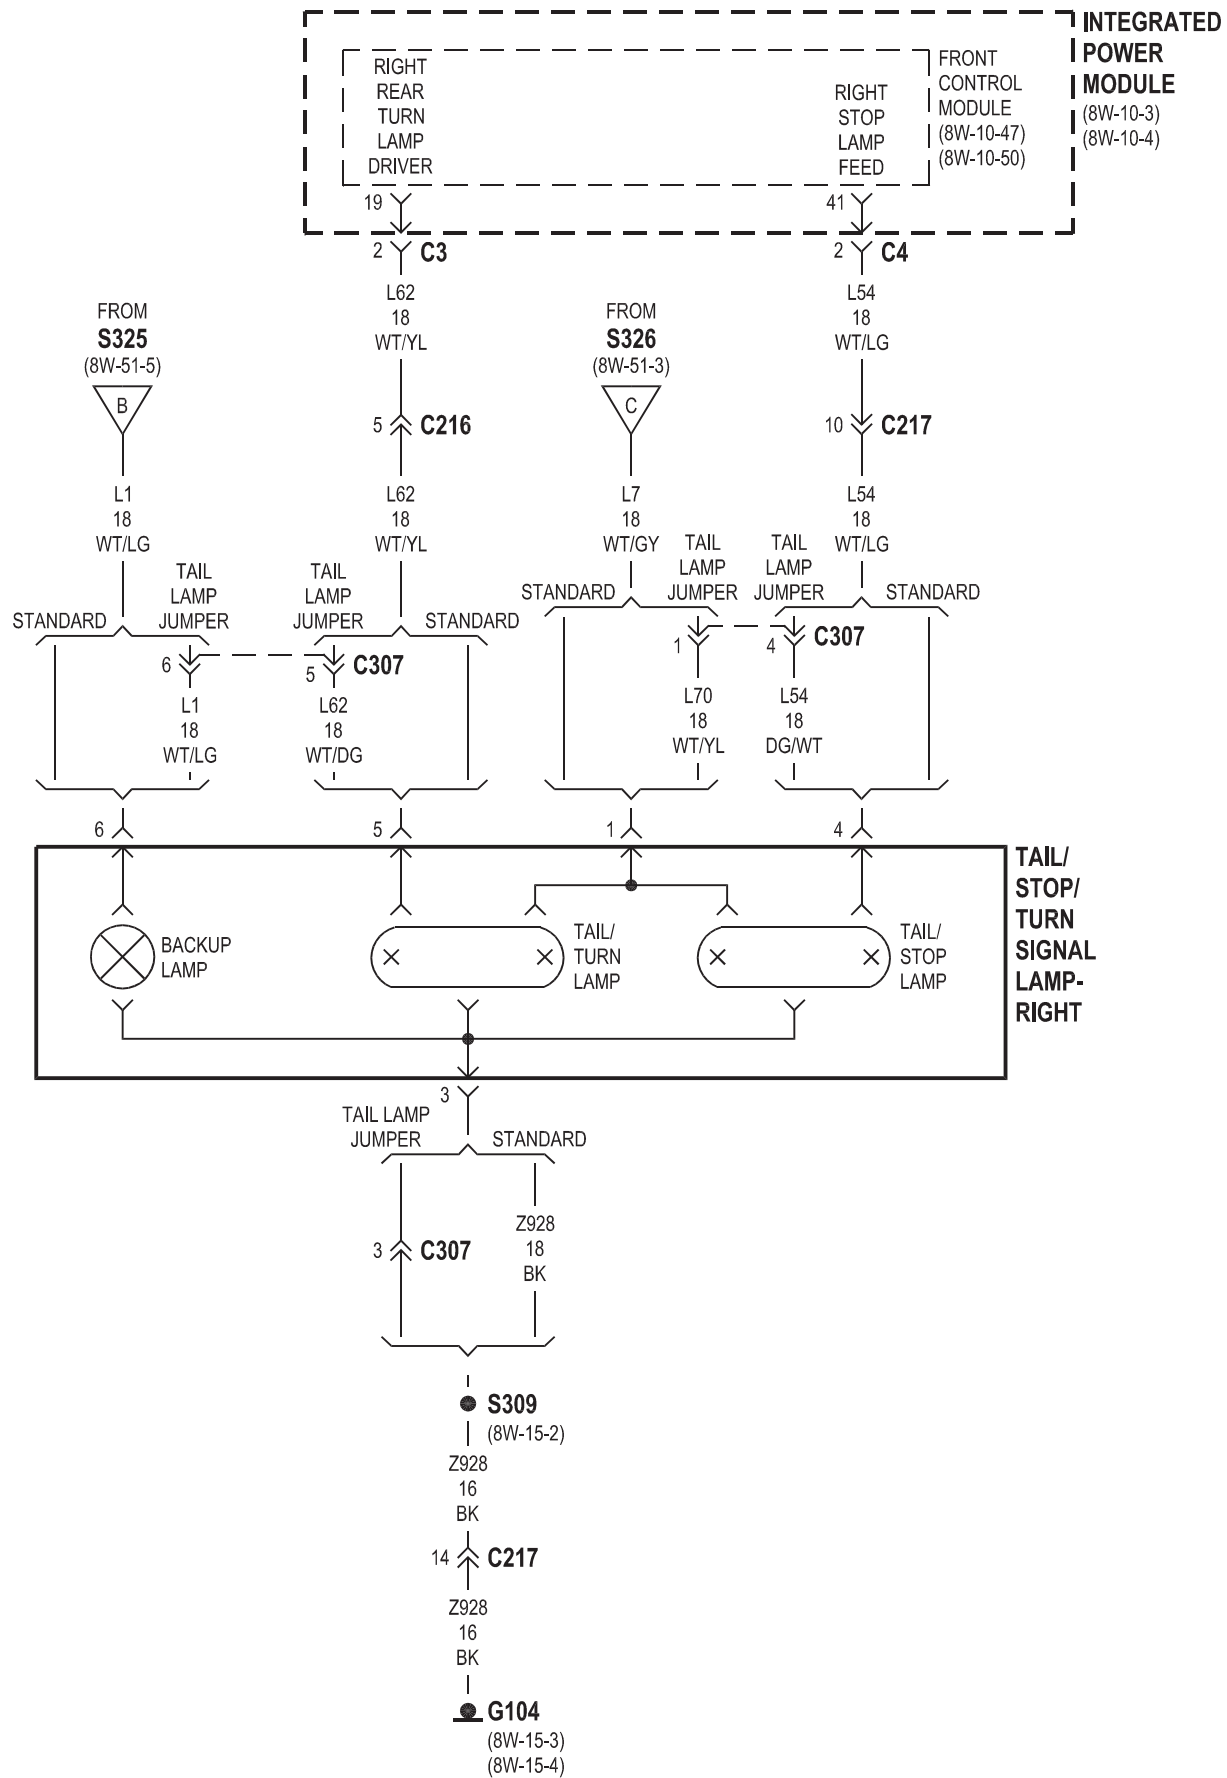 INTEGRATED
POWER
MODULE
(8W-10-3)
(8W-10-4)
FRONT
CONTROL
MODULE
(8W-10-47)
(8W-10-50)
RIGHT
REAR
TURN
LAMP
DRIVER
RIGHT
STOP
LAMP
FEED
19
41
2
C3
2
C4
L62
18
WT/YL
L54
18
WT/LG
FROM
S325
(8W-51-5)
B
FROM
S326
(8W-51-3)
C
5
C216
10
C217
L1
18
WT/LG
L62
18
WT/YL
L7
18
WT/GY
L54
18
WT/LG
STANDARD
TAIL
LAMP
JUMPER
TAIL
LAMP
JUMPER
STANDARD
STANDARD
TAIL
LAMP
JUMPER
TAIL
LAMP
JUMPER
STANDARD
6
5
C307
1
4
C307
L1
18
WT/LG
L62
18
WT/DG
L70
18
WT/YL
L54
18
DG/WT
6
5
1
4
TAIL/
STOP/
TURN
SIGNAL
LAMP-
RIGHT
BACKUP
LAMP
TAIL/
TURN
LAMP
TAIL/
STOP
LAMP
3
TAIL LAMP
JUMPER
STANDARD
3
C307
Z928
18
BK
S309
(8W-15-2)
Z928
16
BK
14
C217
Z928
16
BK
G104
(8W-15-3)
(8W-15-4)